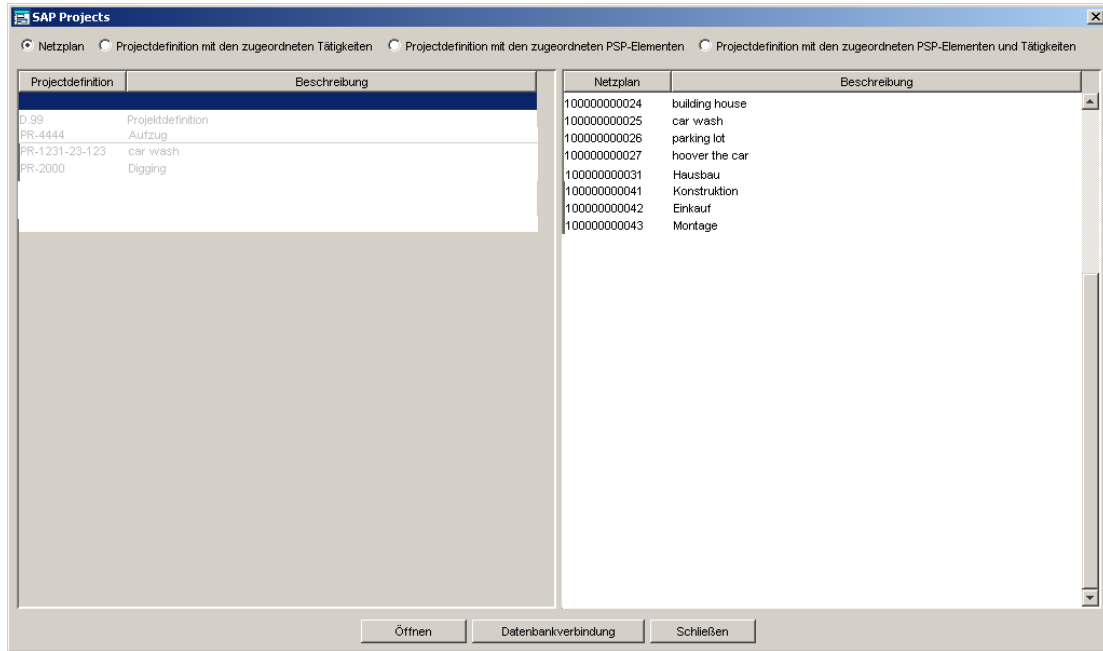 SAP Projects
Netzplan Projectdefinition mit den zugeordneten Tätigkeiten Projectdefinition mit den zugeordneten PSP-Elementen Projectdefinition mit den zugeordneten PSP-Elementen und Tätigkeiten
Projectdefinition Beschreibung
D.99 Projektdefinition
PR-4444 Aufzug
PR-1231-23-123 car wash
PR-2000 Digging
Netzplan Beschreibung
100000000024 building house
100000000025 car wash
100000000026 parking lot
100000000027 hoover the car
100000000031 Hausbau
100000000041 Konstruktion
100000000042 Einkauf
100000000043 Montage
Öffnen Datenbankverbindung Schließen